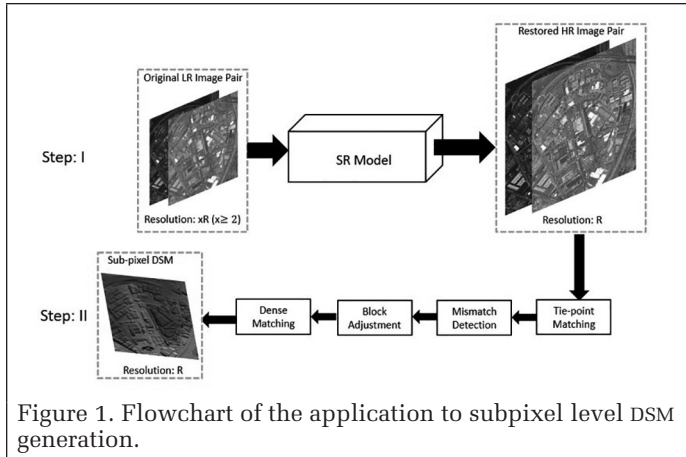 Restored HR Image Pair
Original LR Image Pair
Step: I
SR Model
Resolution: xR (x≥ 2)
Resolution: R
Sub-pixel DSM
Step: II
Dense
Matching
Block
Adjustment
Mismatch
Detection
Tie-point
Matching
Resolution: R
Figure 1. Flowchart of the application to subpixel level DSM
generation.